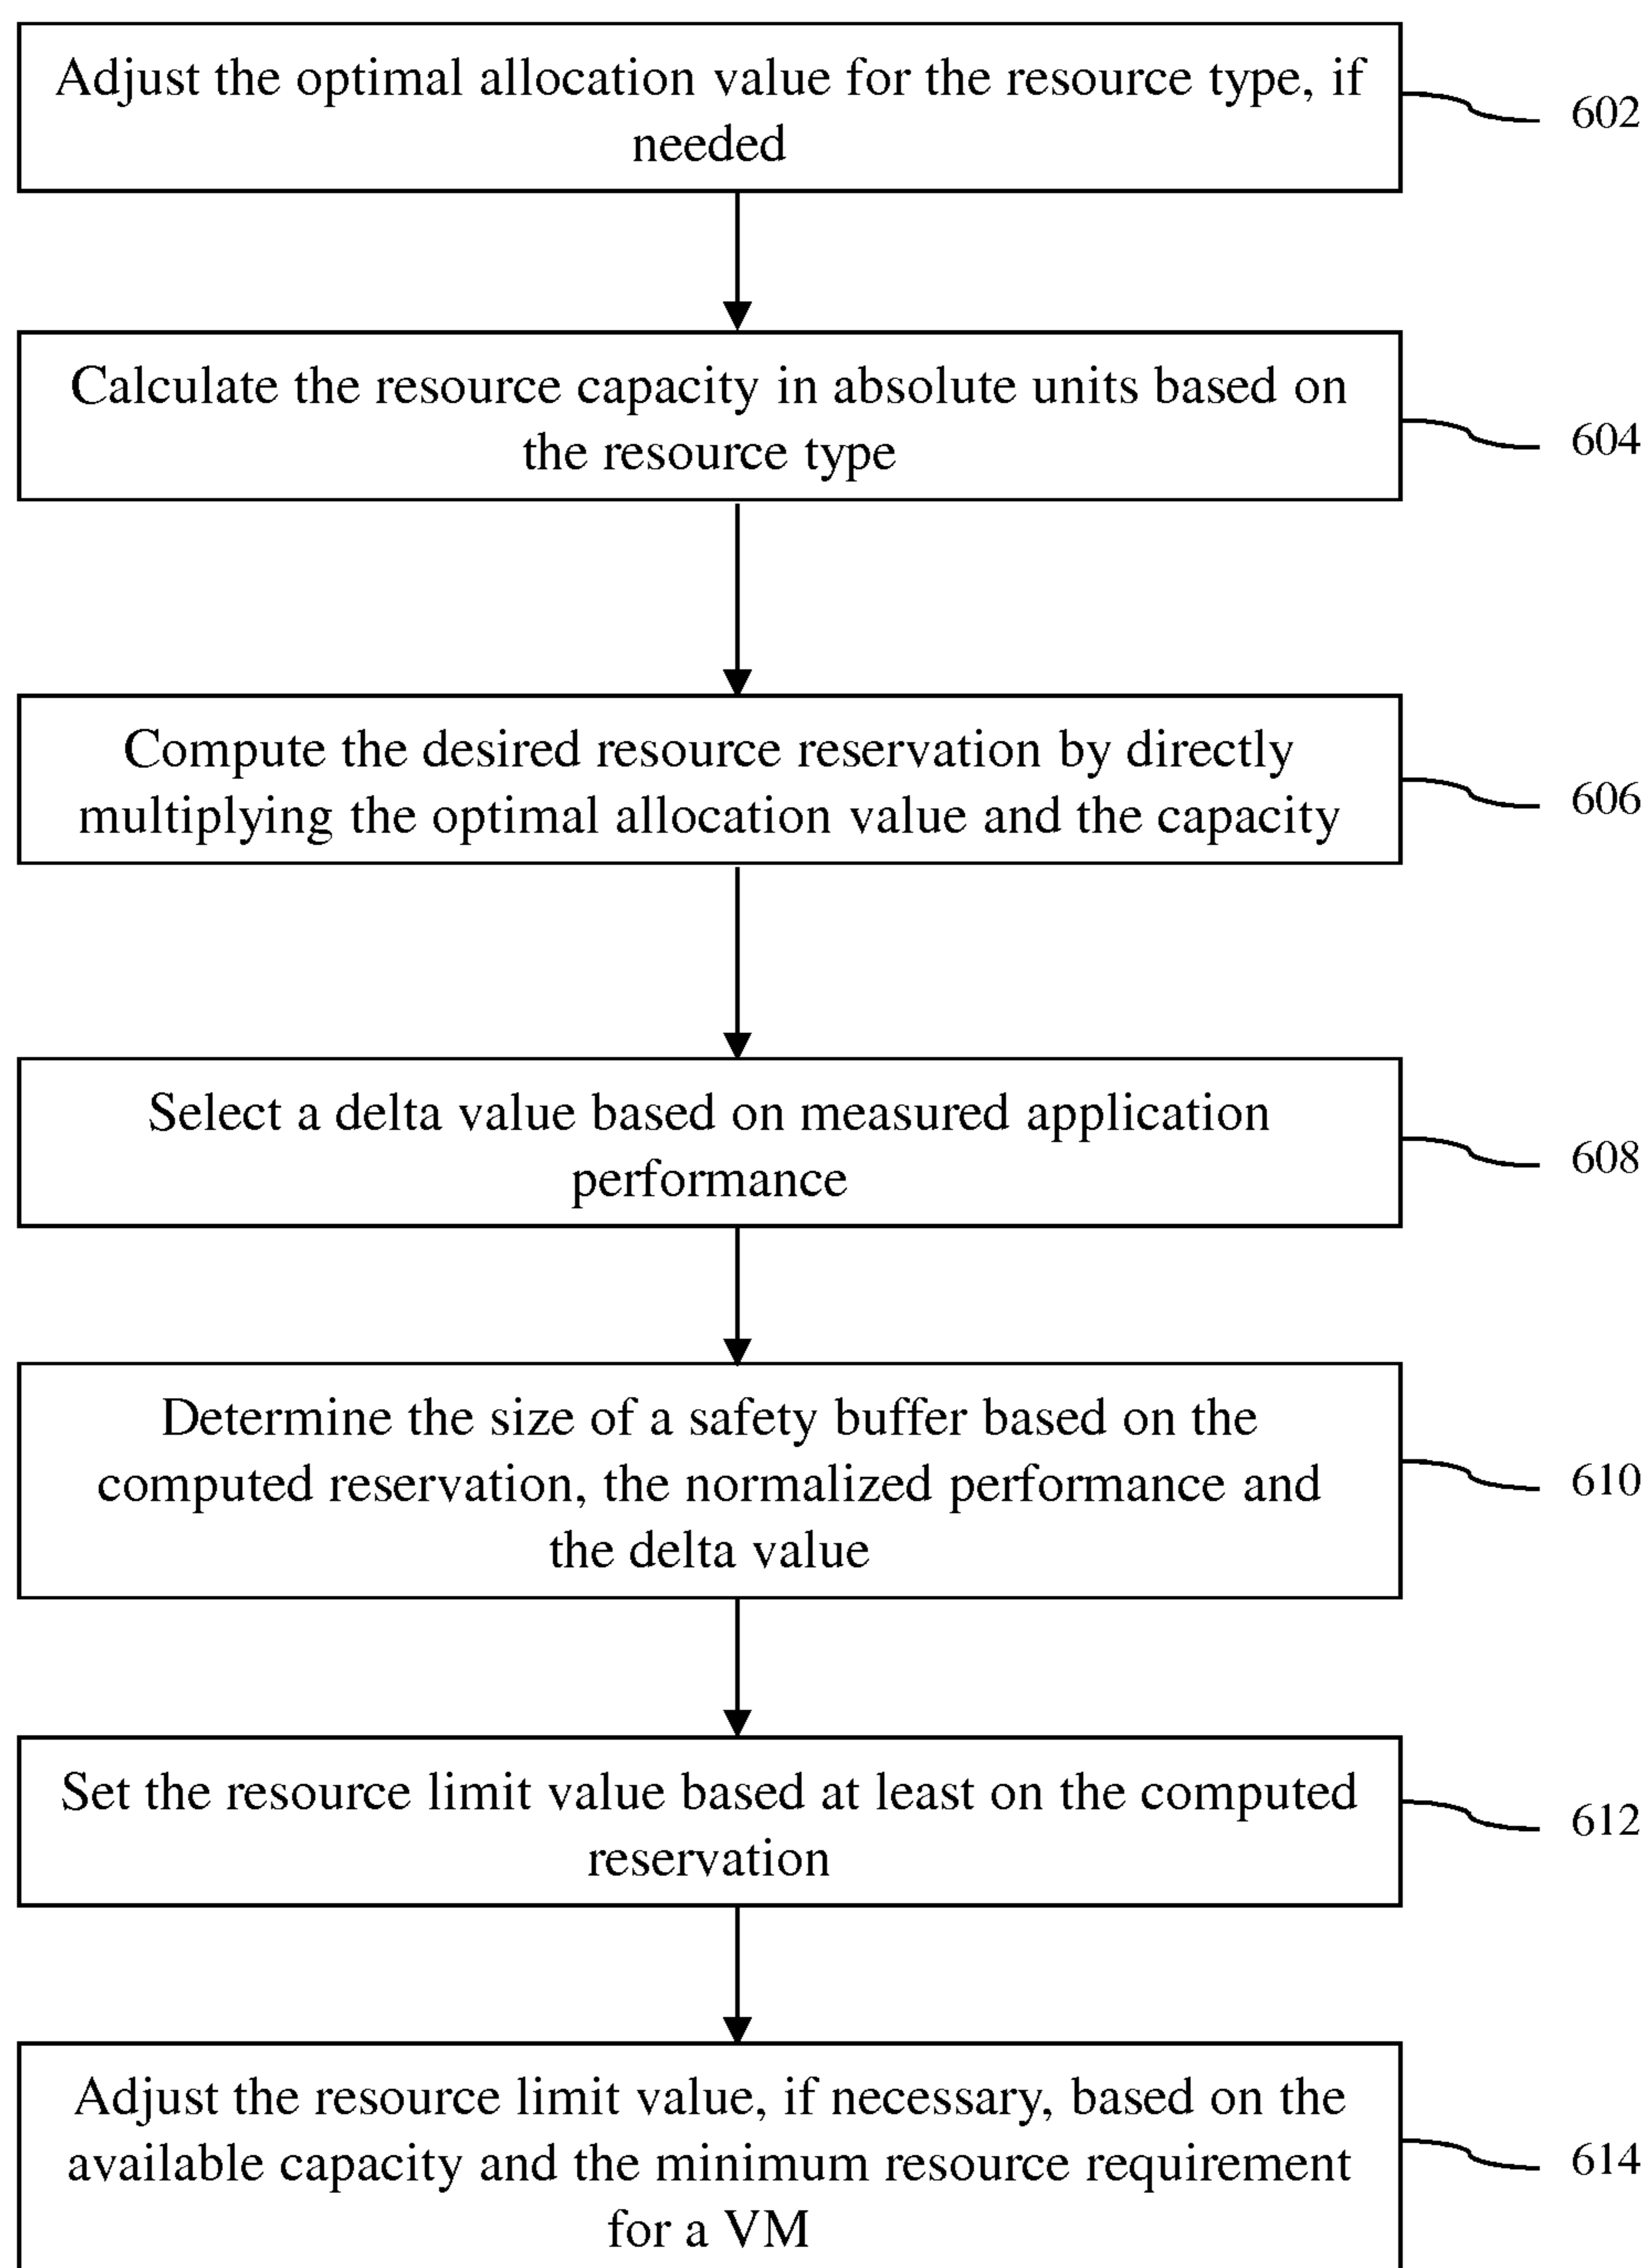 Adjust the optimal allocation value for the resource type, if
needed
602
Calculate the resource capacity in absolute units based on
the resource type
604
Compute the desired resource reservation by directly
multiplying the optimal allocation value and the capacity
606
Select a delta value based on measured application
performance
608
Determine the size of a safety buffer based on the
computed reservation, the normalized performance and
the delta value
610
Set the resource limit value based at least on the computed
reservation
612
Adjust the resource limit value, if necessary, based on the
available capacity and the minimum resource requirement
for a VM
614